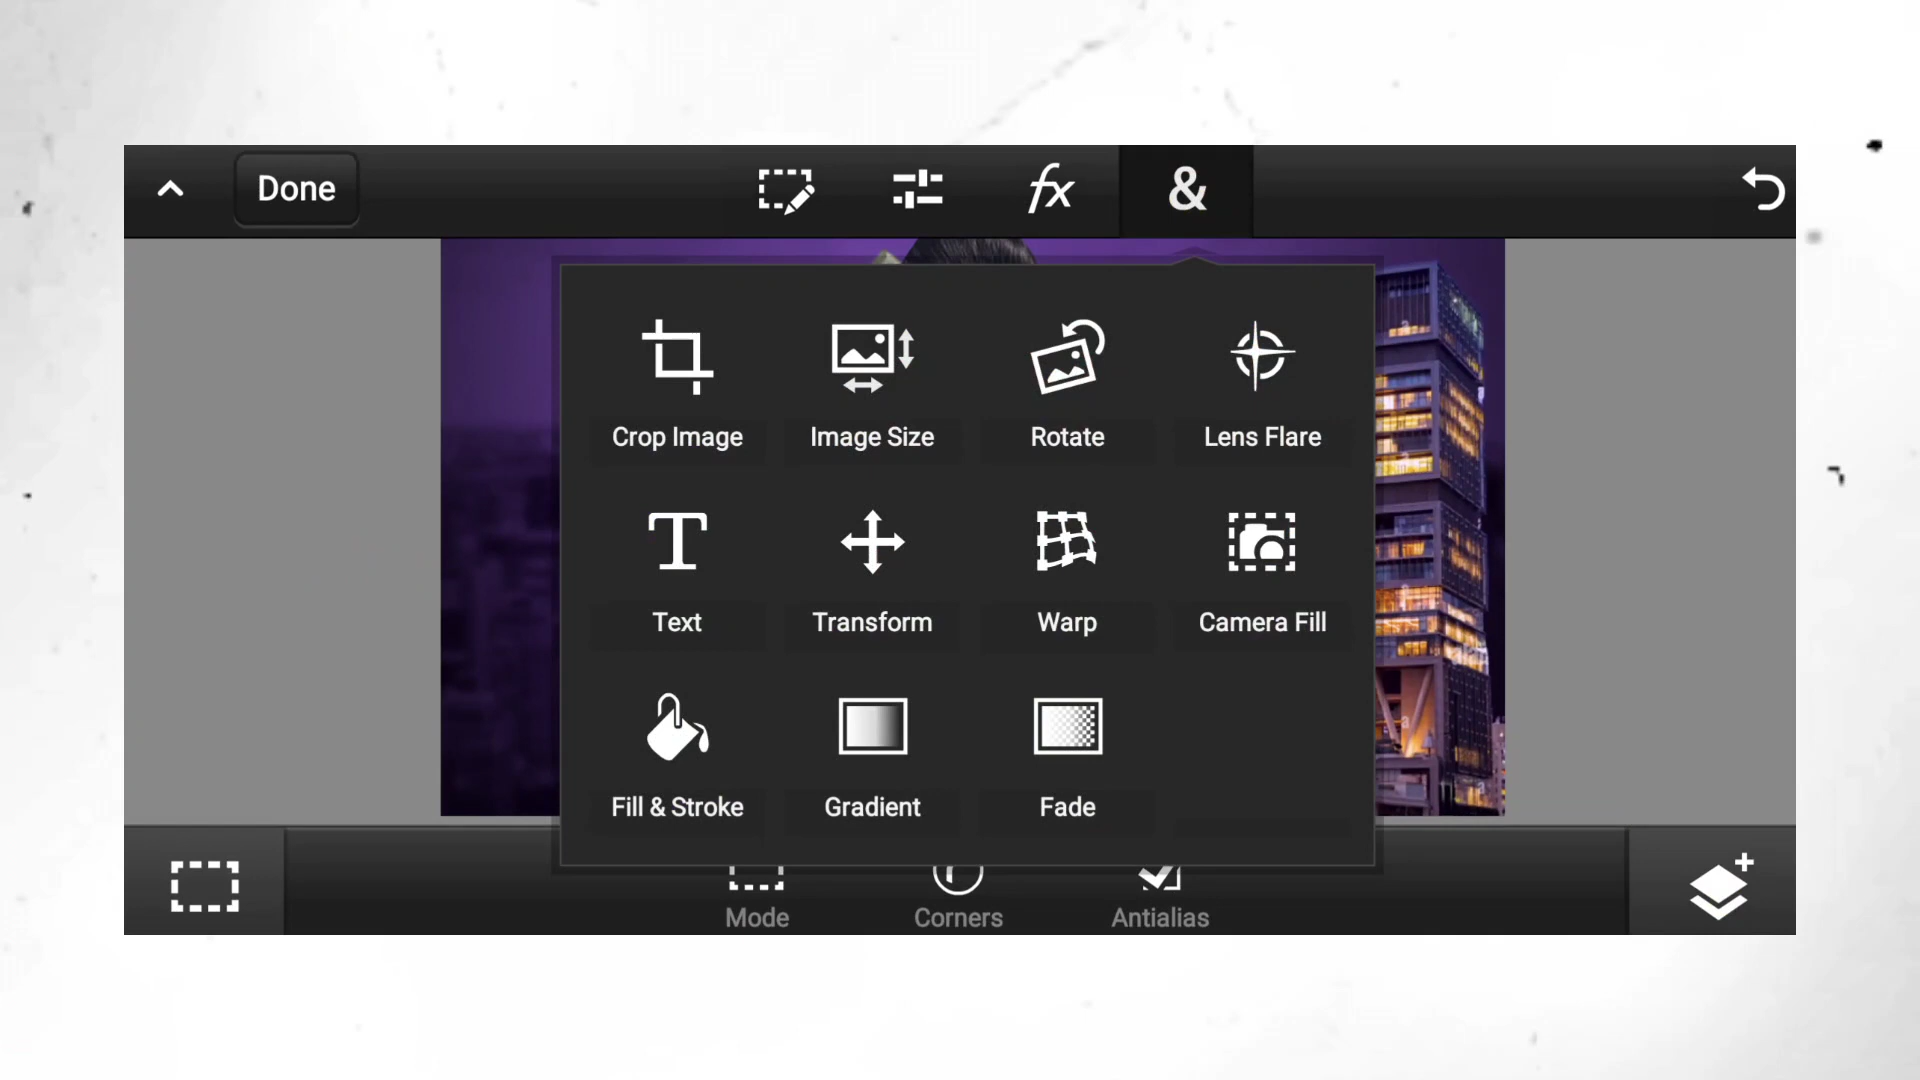 Done
fx
&
Crop Image
Image Size
Rotate
Lens Flare
Text
Transform
Warp
Camera Fill
Fill & Stroke
Gradient
Fade
Mode
Corners
Antialias